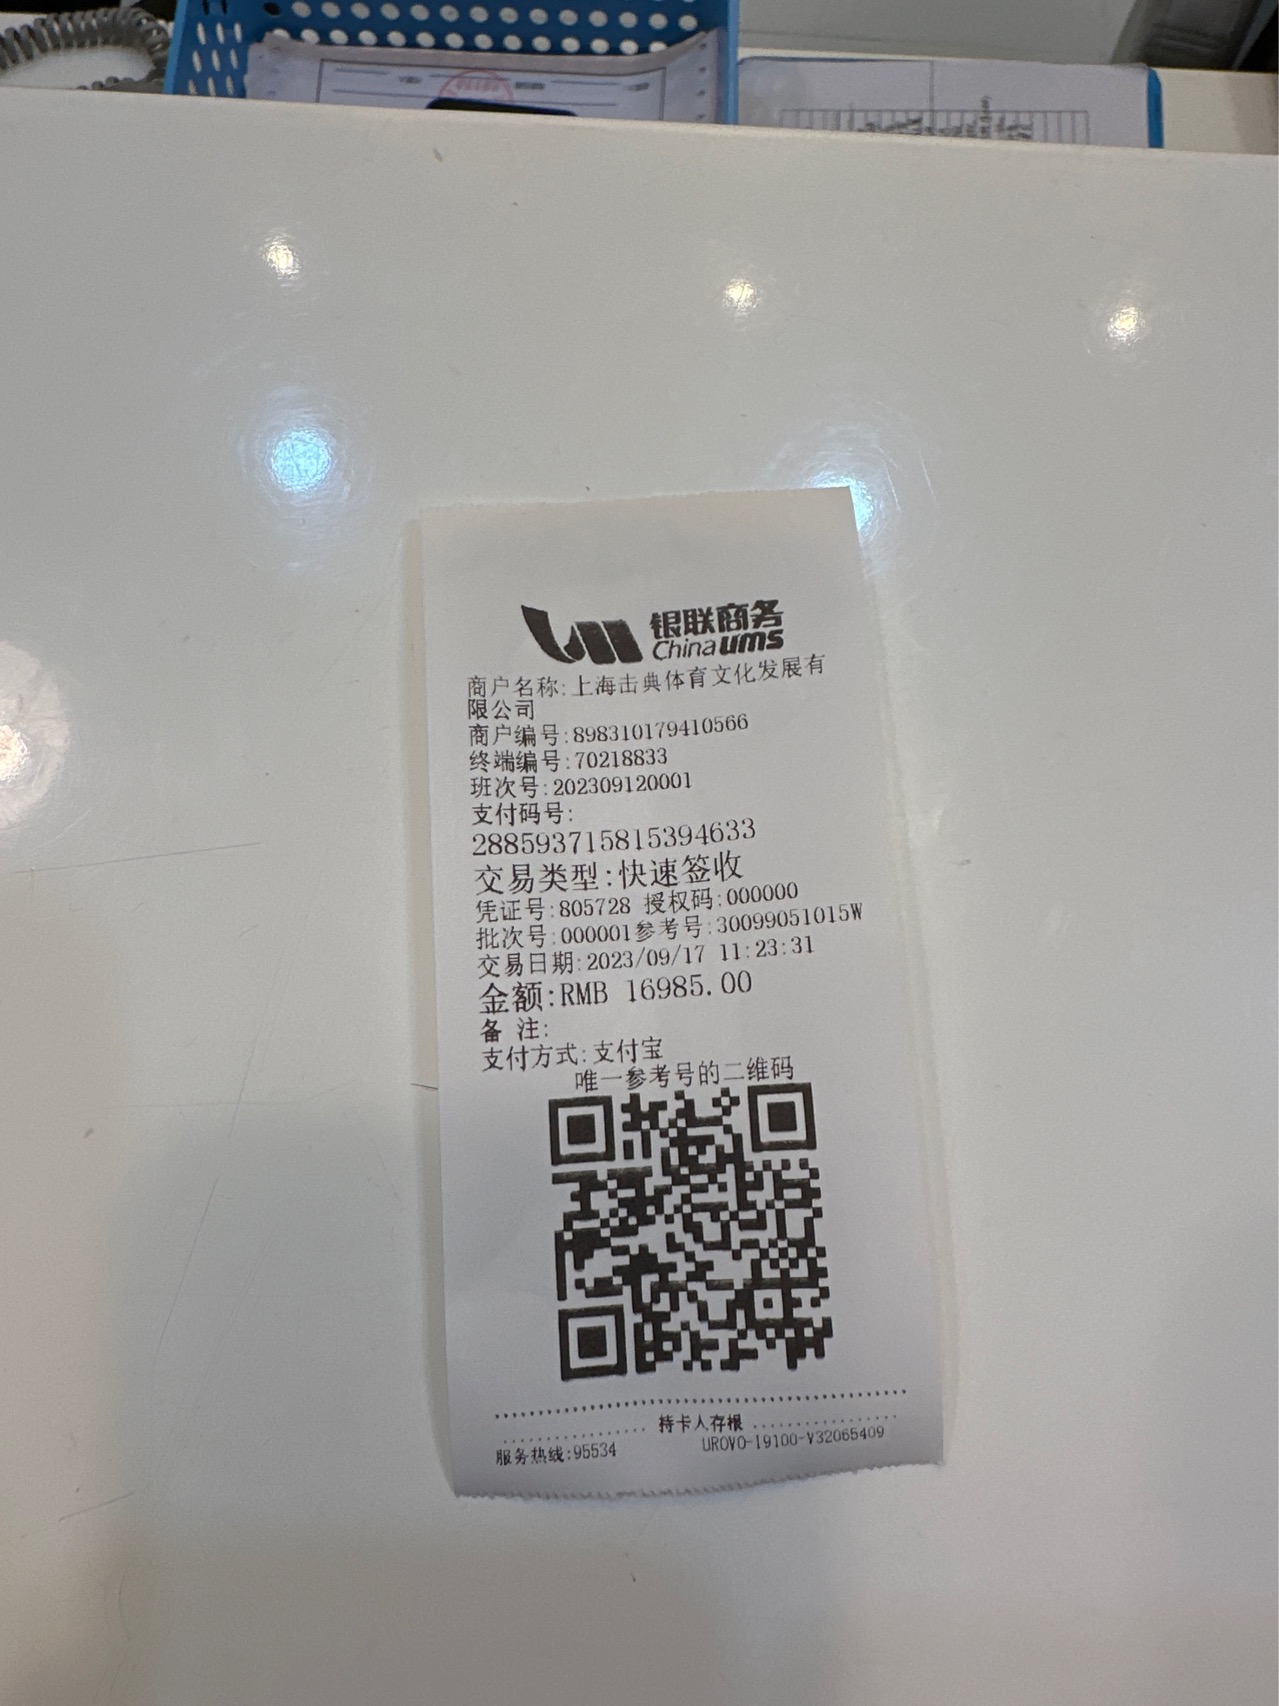 银联商务
China ums
商户名称:上海击典体育文化发展有
限公司
商户编号:898310179410566
终端编号:70218833
班次号:202309120001
支付码号:
288593715815394633
交易类型:快速签收
凭证号:805728 授权码:000000
批次号:000001参考号:30099051015W
交易日期:2023/09/17 11:23:31
金额:RMB 16985.00
备 注:
支付方式:支付宝
唯一参考号的二维码
持卡人存根
服务热线:95534 UROVO-I9100-V32065409